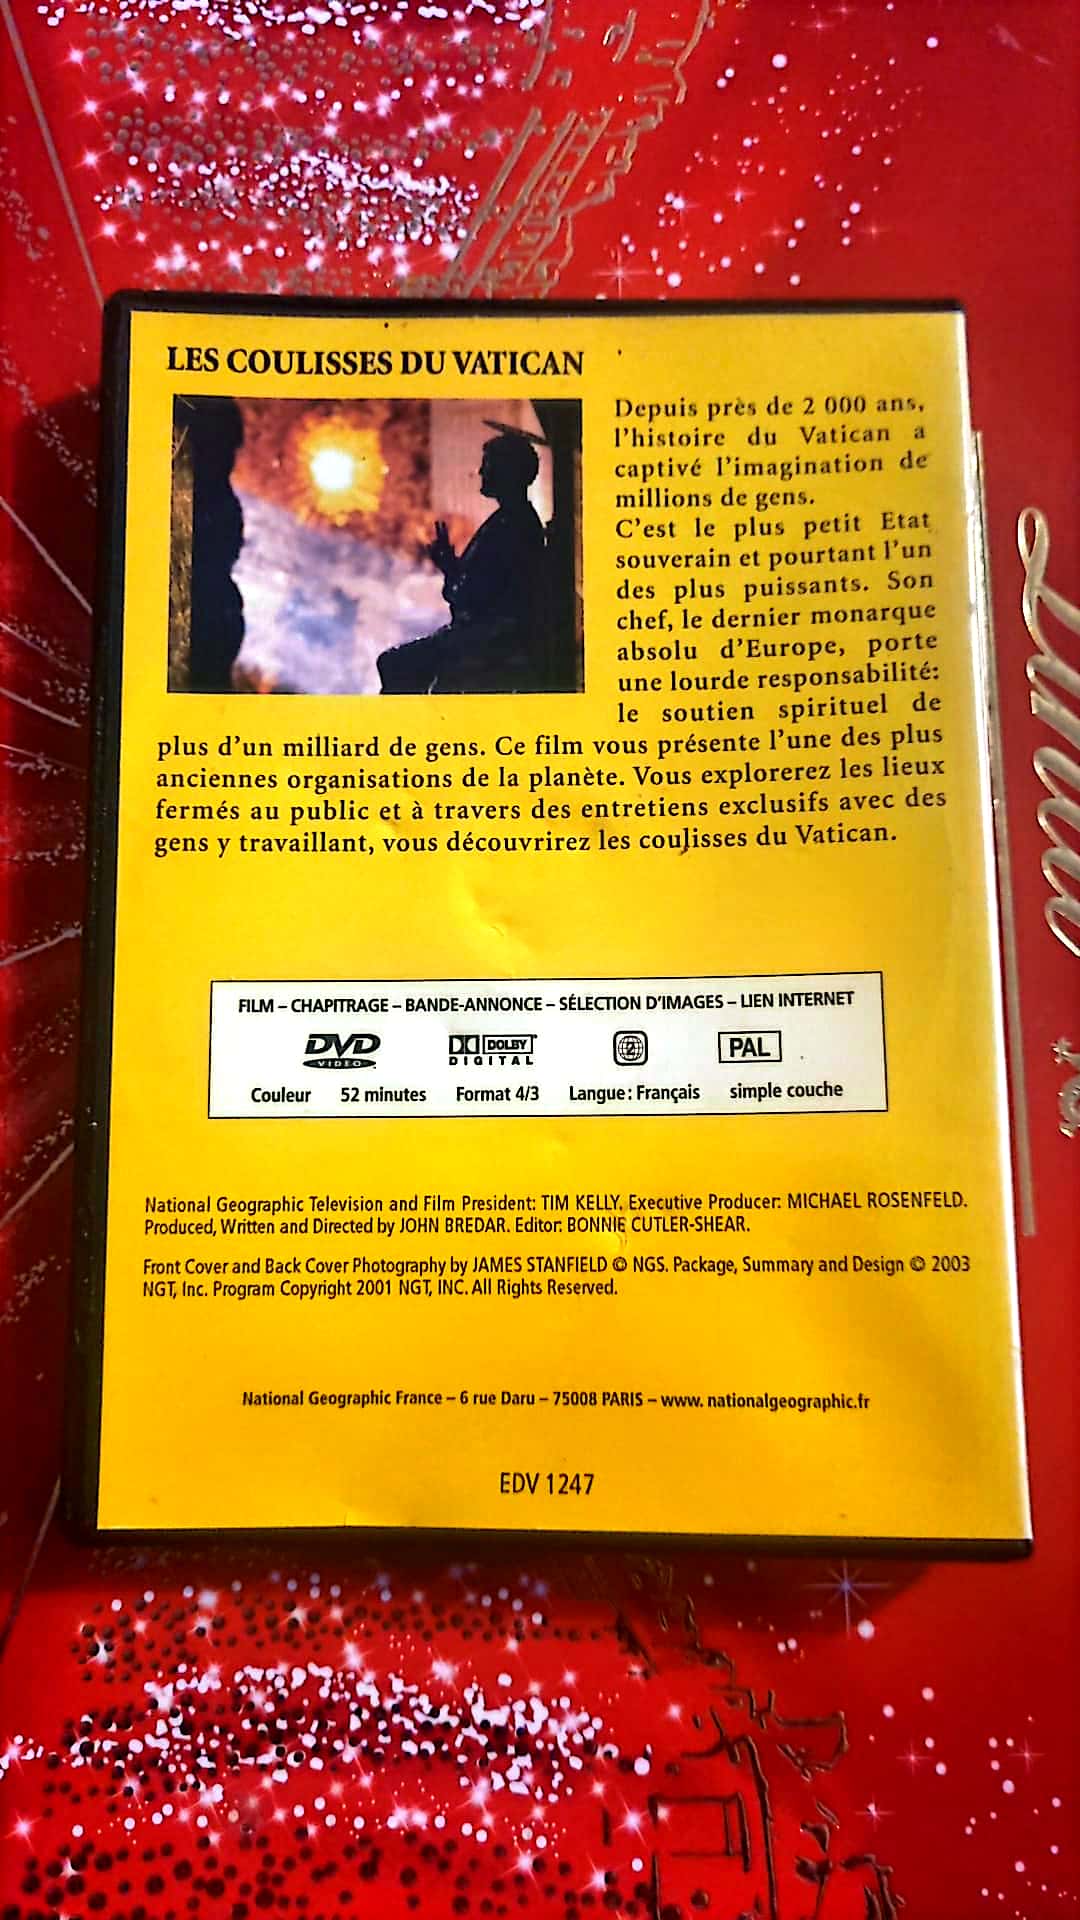 LES COULISSES DU VATICAN
Depuis près de 2 000 ans,
l'histoire du Vatican a
captivé l'imagination de
millions de gens.
C'est le plus petit Etat
souverain et pourtant l'un
des plus puissants. Son
chef, le dernier monarque
absolu d'Europe, porte
une lourde responsabilité:
le soutien spirituel de
plus d'un milliard de gens. Ce film vous présente l'une des plus
anciennes organisations de la planète. Vous explorerez les lieux
fermés au public et à travers des entretiens exclusifs avec des
gens y travaillant, vous découvrirez les coulisses du Vatican.
FILM – CHAPITRAGE – BANDE-ANNONCE – SÉLECTION D'IMAGES – LIEN INTERNET
DVD VIDEO DOLBY DIGITAL 2 PAL
Couleur 52 minutes Format 4/3 Langue: Français simple couche
National Geographic Television and Film President: TIM KELLY. Executive Producer: MICHAEL ROSENFELD.
Produced, Written and Directed by JOHN BREDAR. Editor: BONNIE CUTLER-SHEAR.
Front Cover and Back Cover Photography by JAMES STANFIELD © NGS. Package, Summary and Design © 2003
NGT, Inc. Program Copyright 2001 NGT, INC. All Rights Reserved.
National Geographic France – 6 rue Daru – 75008 PARIS – www. nationalgeographic.fr
EDV 1247